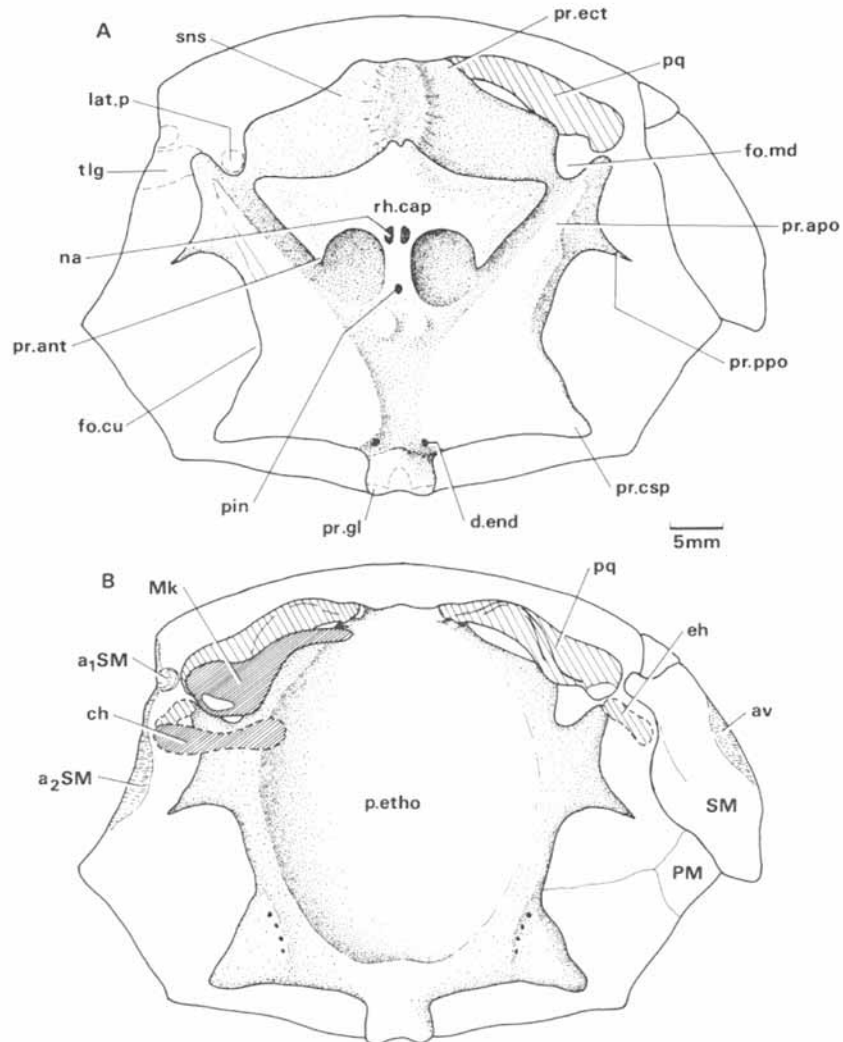 A
pr.ect
sns
pq
lat.p
fo.md
tlg
rh.cap
pr.apo
na
pr.ant
pr.ppo
fo.cu
pr.csp
pin
pr.gl
d.end
5mm
B
Mk
pq
eh
a₁SM
av
ch
a₂SM
SM
p.etho
PM